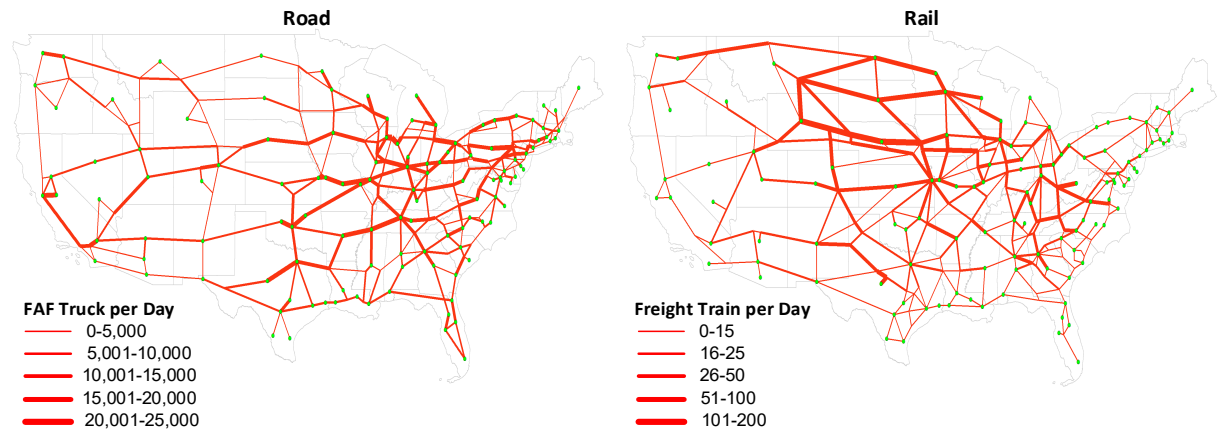 Road
FAF Truck per Day
0-5,000
5,001-10,000
10,001-15,000
15,001-20,000
20,001-25,000
Rail
Freight Train per Day
0-15
16-25
26-50
51-100
101-200